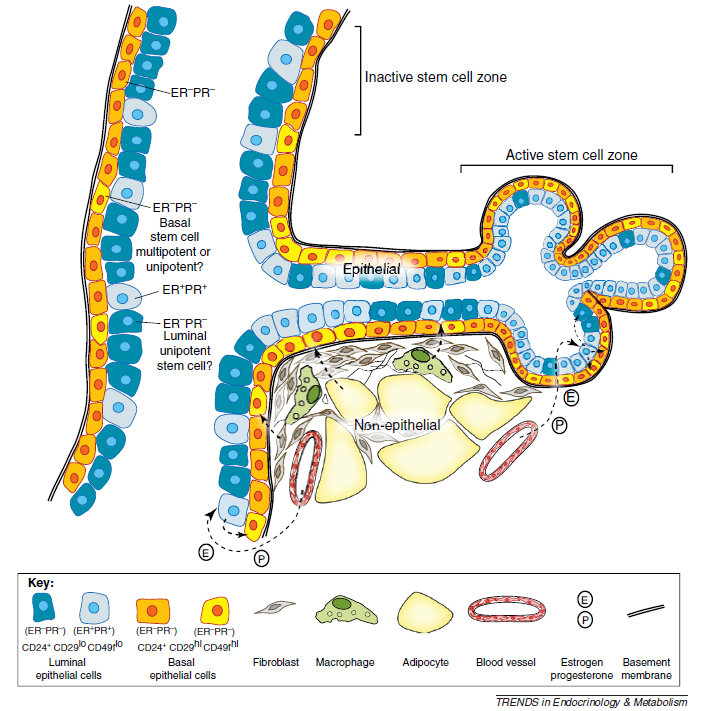 Inactive stem cell zone
Active stem cell zone
ER⁻PR⁻
ER⁻PR⁻
Basal
stem cell
multipotent or
unipotent?
ER⁺PR⁺
ER⁻PR⁻
Luminal
unipotent
stem cell?
Epithelial
Non-epithelial
E
P
E
P
Key:
E
P
(ER⁻PR⁻) (ER⁺PR⁺) (ER⁻PR⁻) (ER⁻PR⁻)
CD24⁺ CD29ˡᵒ CD49fˡᵒ CD24⁺ CD29ʰⁱ CD49fʰⁱ
Luminal
epithelial cells
Basal
epithelial cells
Fibroblast
Macrophage
Adipocyte
Blood vessel
Estrogen
progesterone
Basement
membrane
TRENDS in Endocrinology & Metabolism